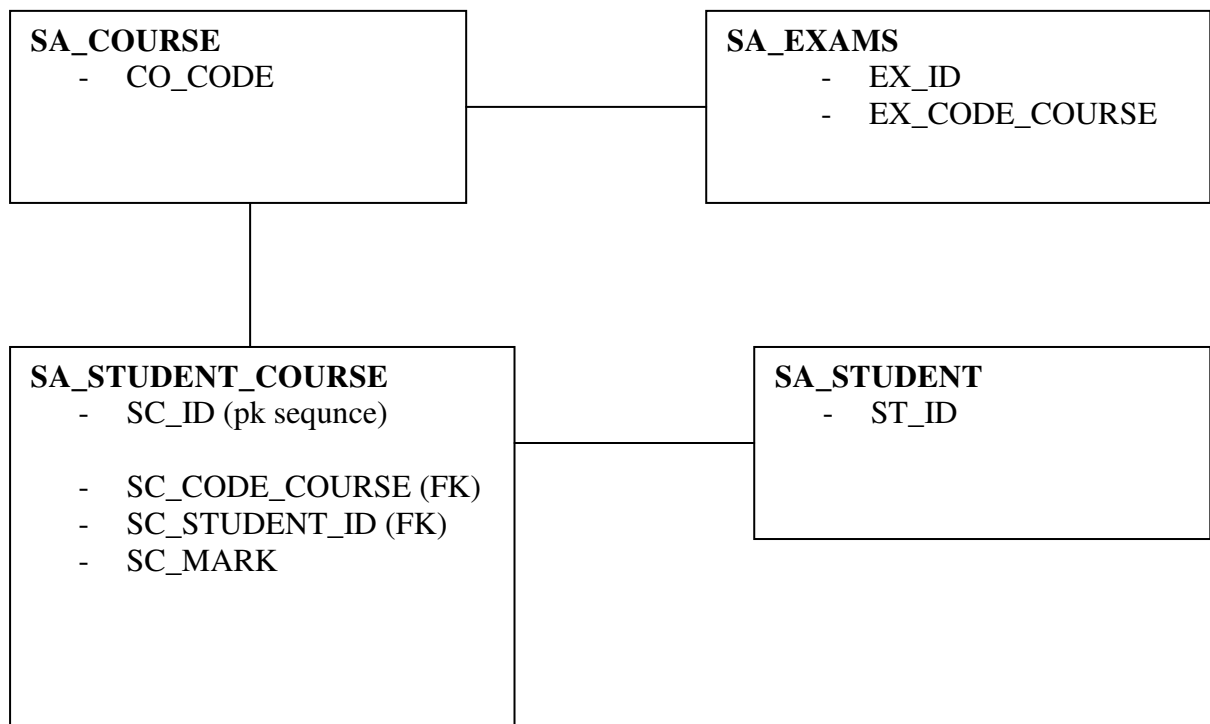 SA_COURSE
- CO_CODE
SA_EXAMS
- EX_ID
- EX_CODE_COURSE
SA_STUDENT_COURSE
- SC_ID (pk sequnce)
- SC_CODE_COURSE (FK)
- SC_STUDENT_ID (FK)
- SC_MARK
SA_STUDENT
- ST_ID